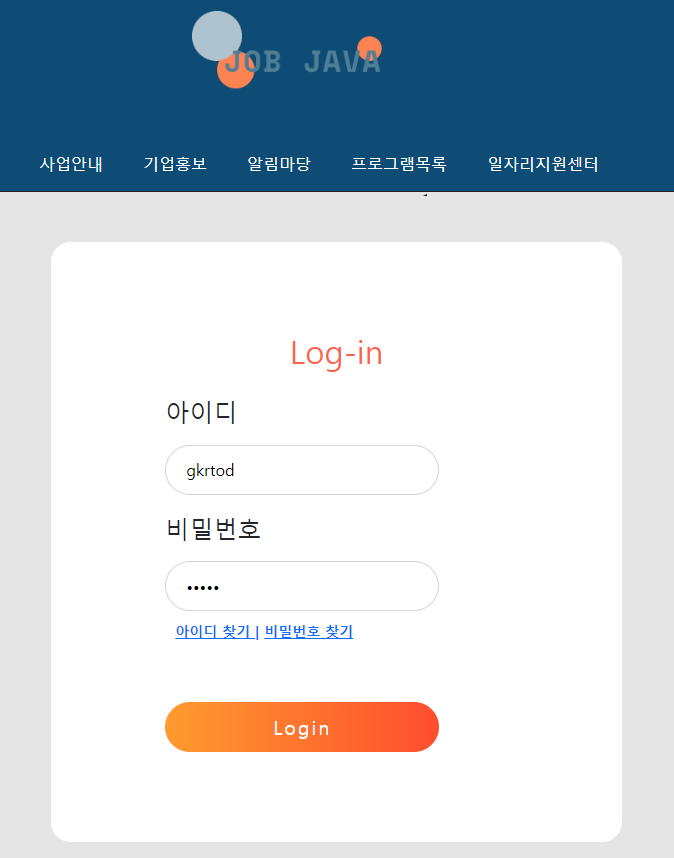 JOB JAVA
사업안내 기업홍보 알림마당 프로그램목록 일자리지원센터
Log-in
아이디
gkrtod
비밀번호
•••••
아이디 찾기 | 비밀번호 찾기
Login